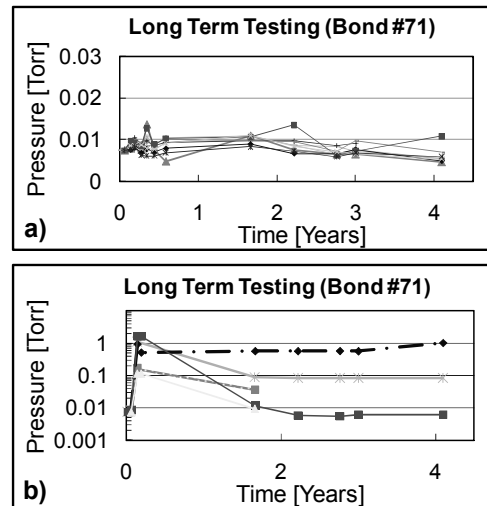 Long Term Testing (Bond #71)
Pressure [Torr]
0.03
0.02
0.01
0
0 1 2 3 4
Time [Years]
a)
Long Term Testing (Bond #71)
Pressure [Torr]
1
0.1
0.01
0.001
0 2 4
Time [Years]
b)